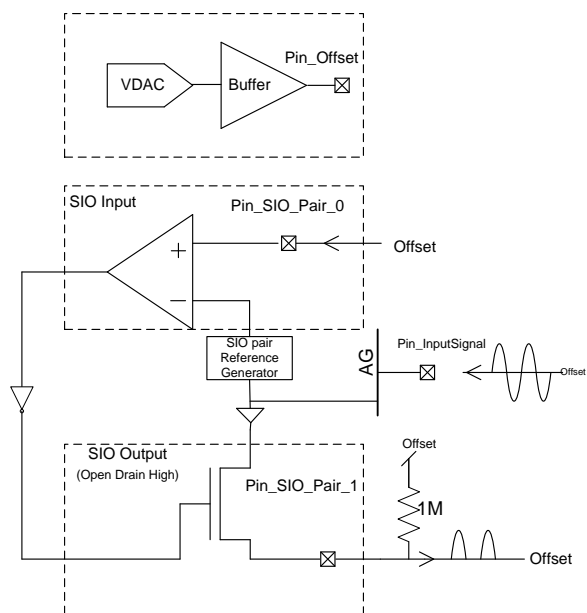 Pin_Offset
VDAC
Buffer
SIO Input
Pin_SIO_Pair_0
+
Offset
−
SIO pair
Reference
Generator
AG
Pin_InputSignal
Offset
SIO Output
(Open Drain High)
Pin_SIO_Pair_1
Offset
1M
Offset